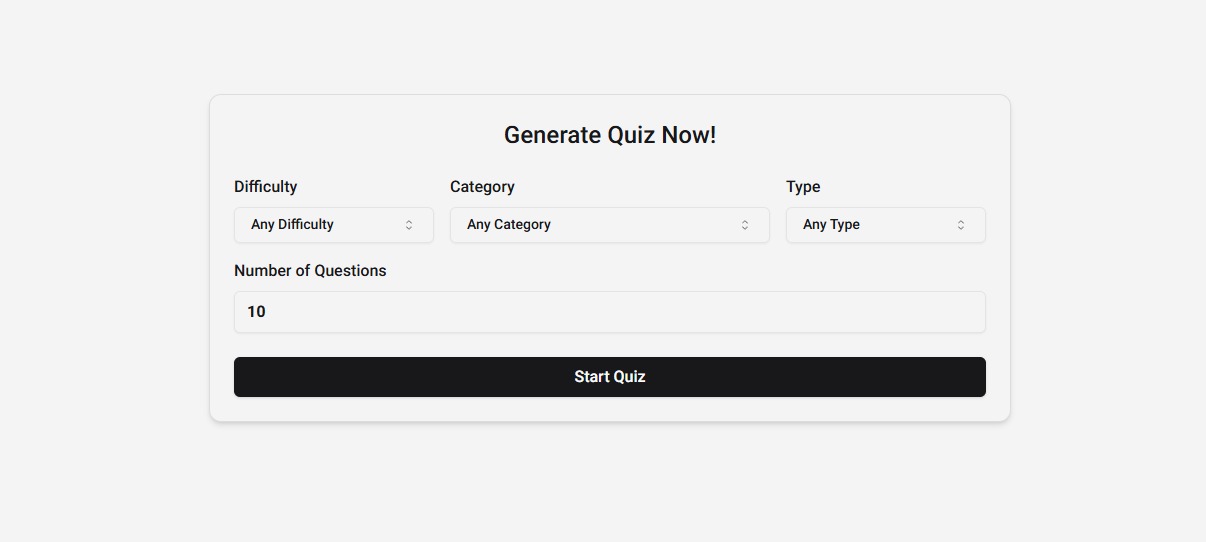 Generate Quiz Now!
Difficulty Category Type
Any Difficulty Any Category Any Type
Number of Questions
10
Start Quiz